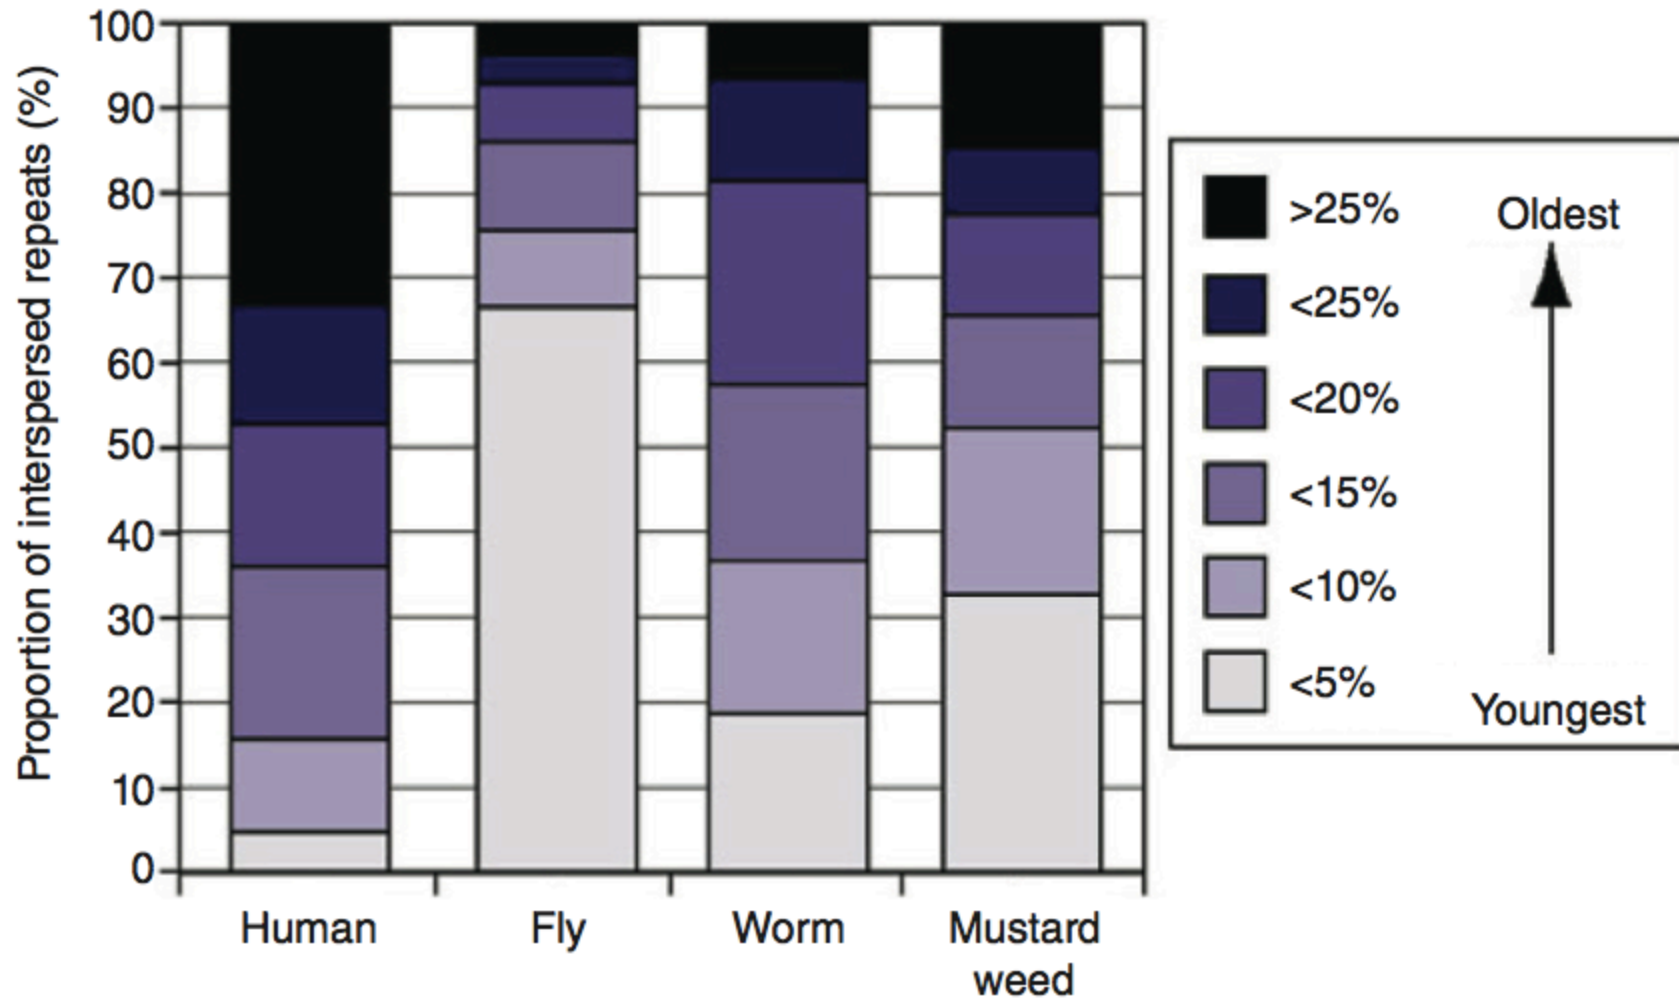 Proportion of interspersed repeats (%)
100
90
80
70
60
50
40
30
20
10
0
Human
Fly
Worm
Mustard
weed
>25%
<25%
<20%
<15%
<10%
<5%
Oldest
Youngest